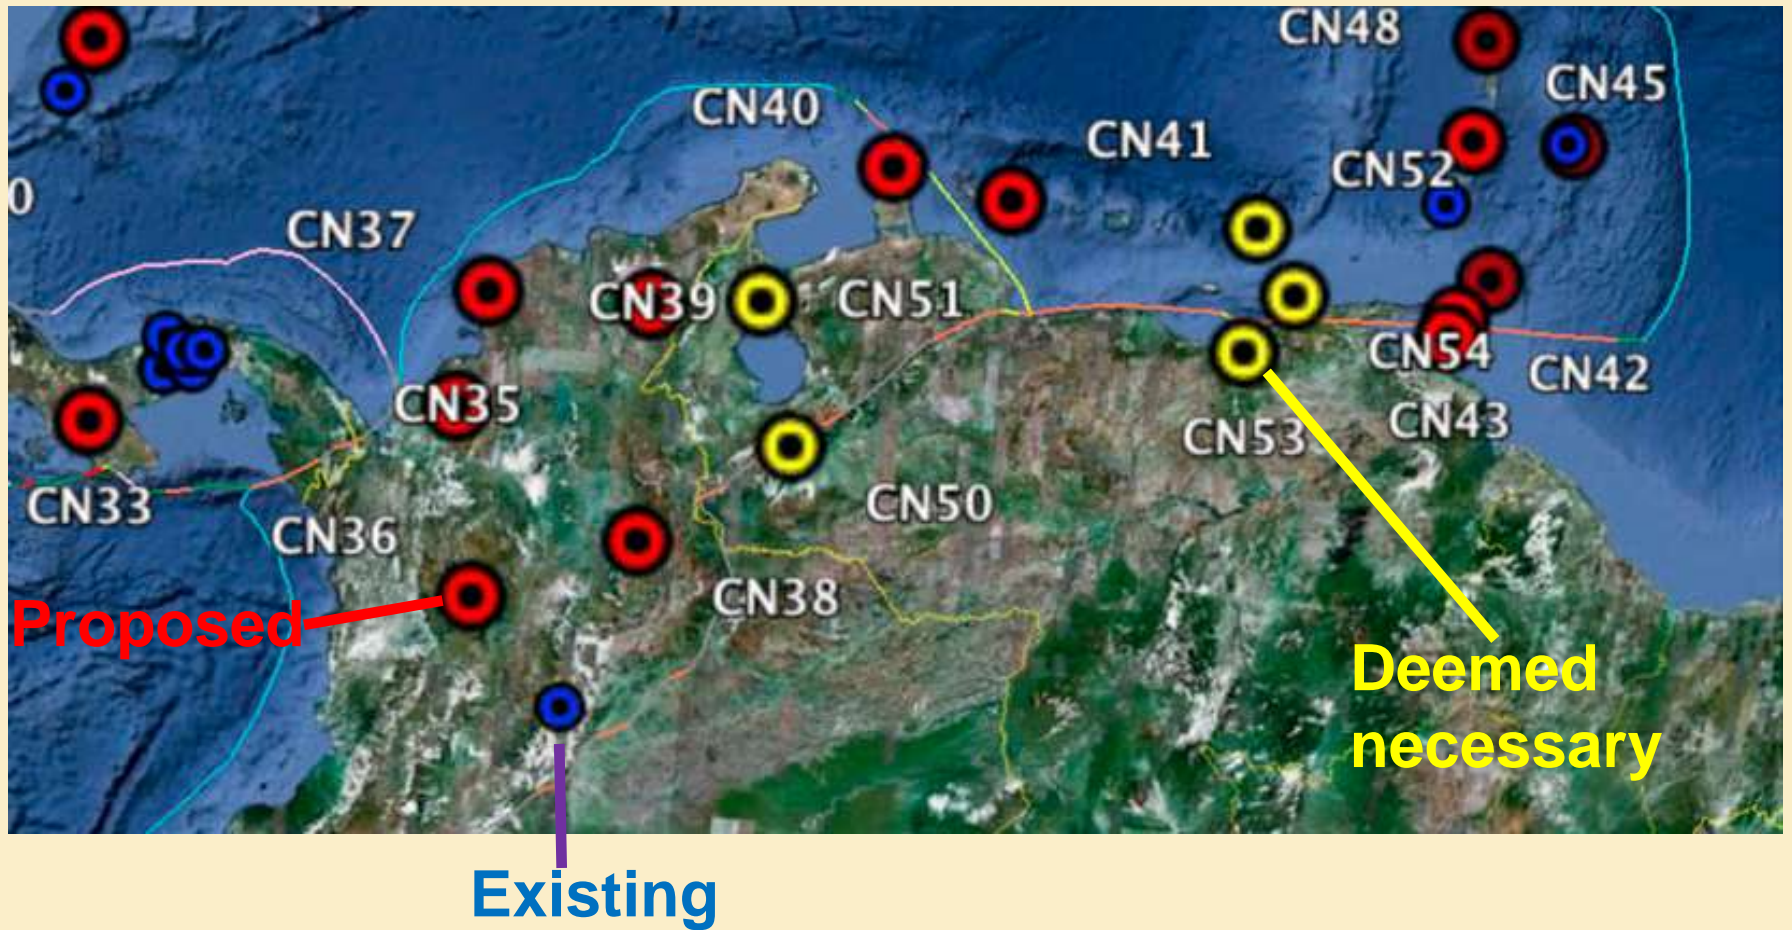 CN48
CN45
CN40
CN41
CN52
0
CN37
CN39
CN51
CN35
CN54
CN42
CN43
CN53
CN33
CN50
CN36
CN38
Proposed
Deemed
necessary
Existing